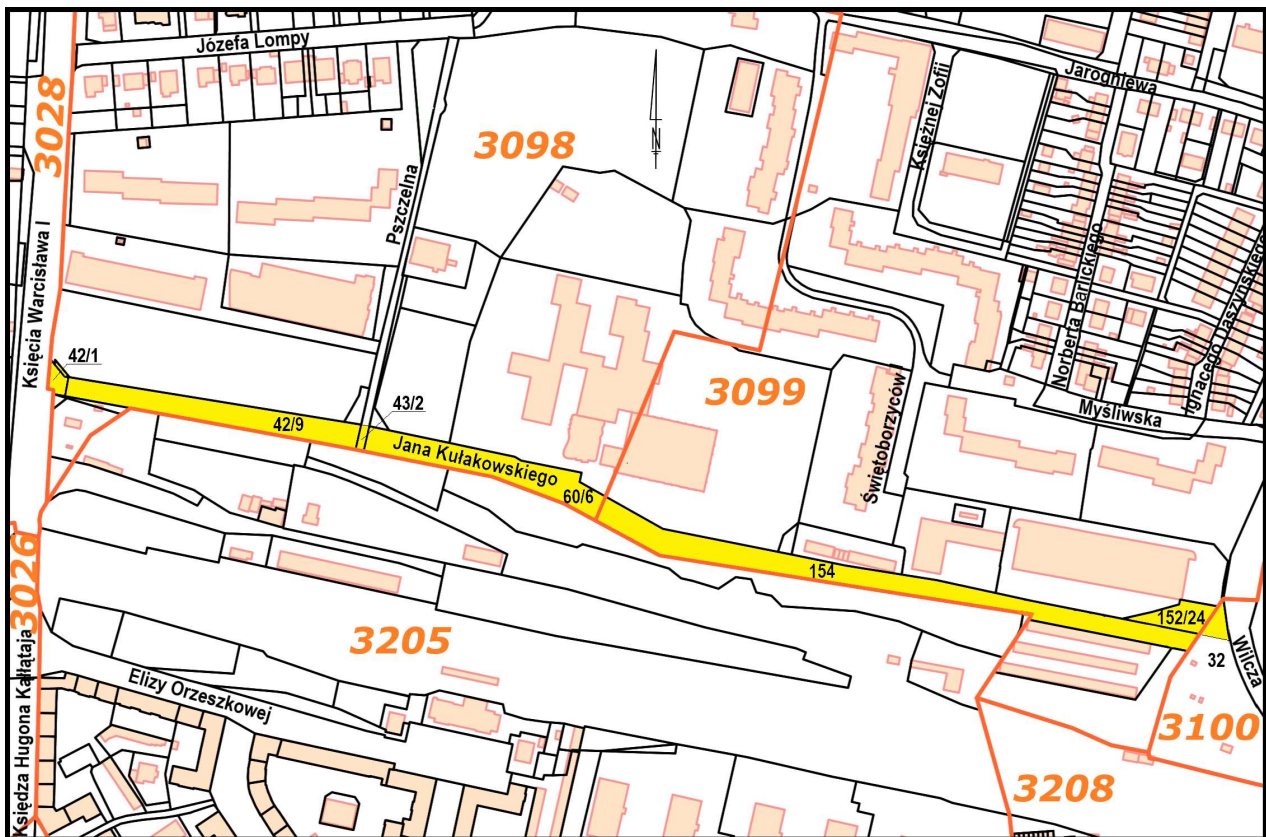 Józefa Lompy
Jarogniewa
3028
N
3098
Księżnej Zofii
Pszczelna
Księcia Warcisława I
Norberta Barlickiego
Ignacego Daszyńskiego
42/1
3099
43/2
Myśliwska
42/9
Jana Kułakowskiego
60/6
Świętoborzyców
3026
154
152/24
3205
32
Wilcza
Elizy Orzeszkowej
Księdza Hugona Kołłątaja
3100
3208